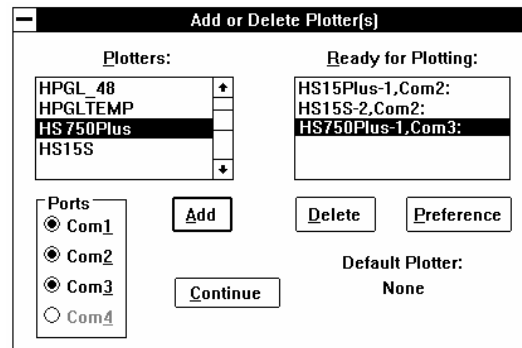 Add or Delete Plotter(s)
Plotters:
HPGL_48
HPGLTEMP
HS750Plus
HS15S
Ready for Plotting:
HS15Plus-1,Com2:
HS15S-2,Com2:
HS750Plus-1,Com3:
Ports
Com1
Com2
Com3
Com4
Add
Continue
Delete
Preference
Default Plotter:
None